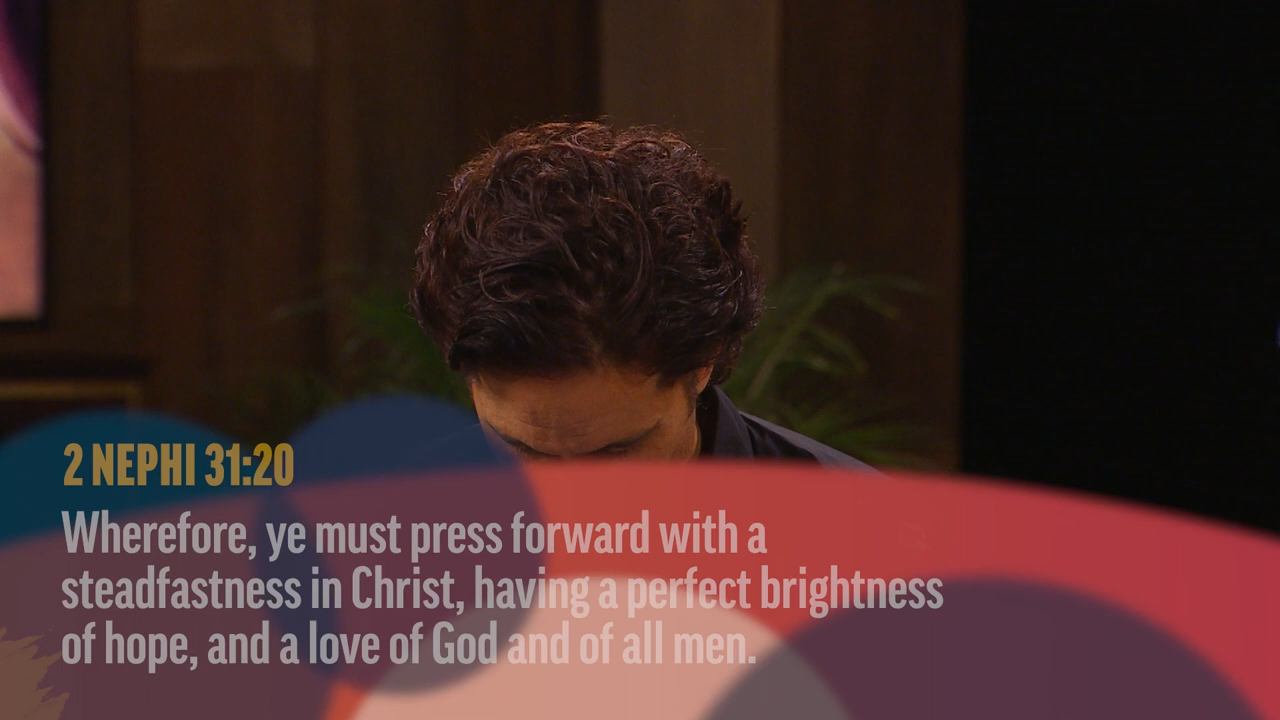 2 NEPHI 31:20
Wherefore, ye must press forward with a
steadfastness in Christ, having a perfect brightness
of hope, and a love of God and of all men.